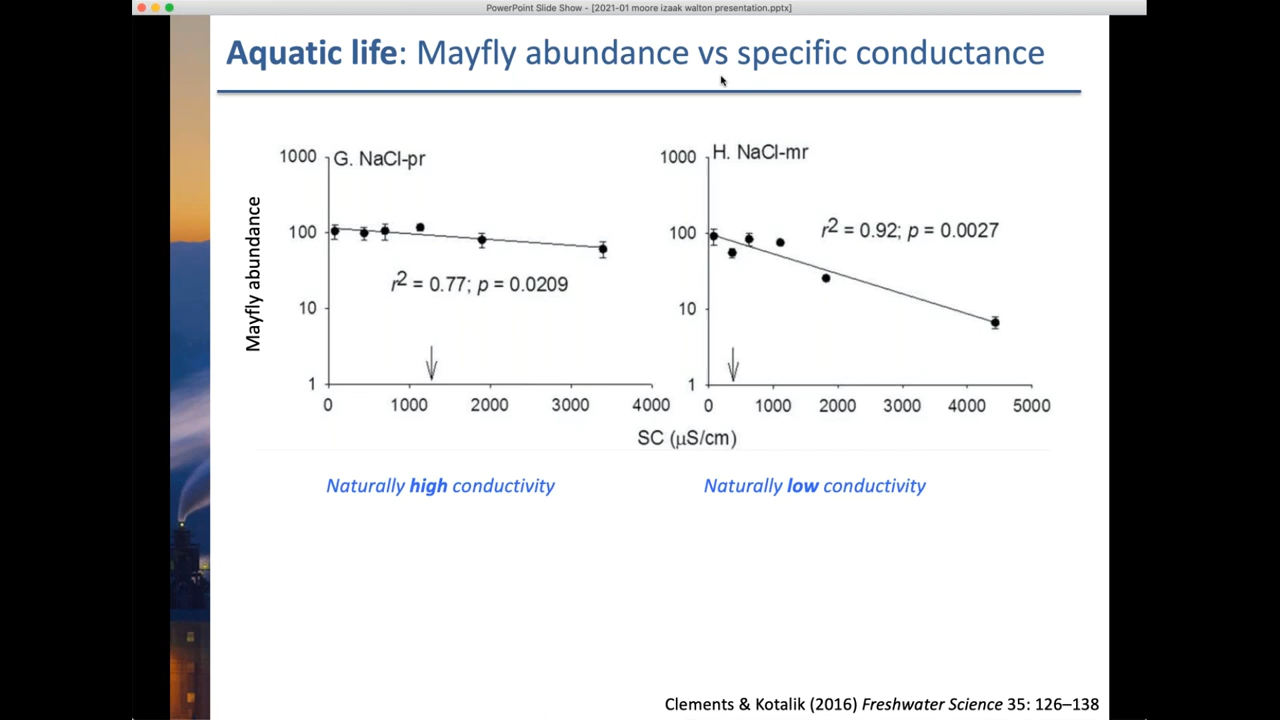 PowerPoint Slide Show - [2021-01 moore izaak walton presentation.pptx]
Aquatic life: Mayfly abundance vs specific conductance
Mayfly abundance
G. NaCl-pr
1000
100
10
1
r2 = 0.77; p = 0.0209
0 1000 2000 3000 4000
H. NaCl-mr
1000
100
10
1
r2 = 0.92; p = 0.0027
0 1000 2000 3000 4000 5000
SC (μS/cm)
Naturally high conductivity
Naturally low conductivity
Clements & Kotalik (2016) Freshwater Science 35: 126–138